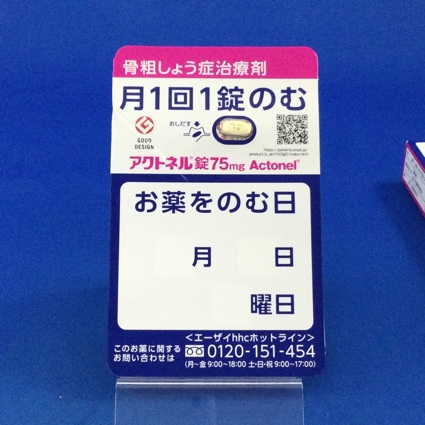 骨粗しょう症治療剤
月1回1錠のむ
おしだす
GOOD
DESIGN
アクトネル®錠75mg Actonel®
お薬をのむ日
月 日
曜日
<エーザイhhcホットライン>
このお薬に関する
お問い合わせは
0120-151-454
(月~金 9:00~18:00 土・日・祝 9:00~17:00)